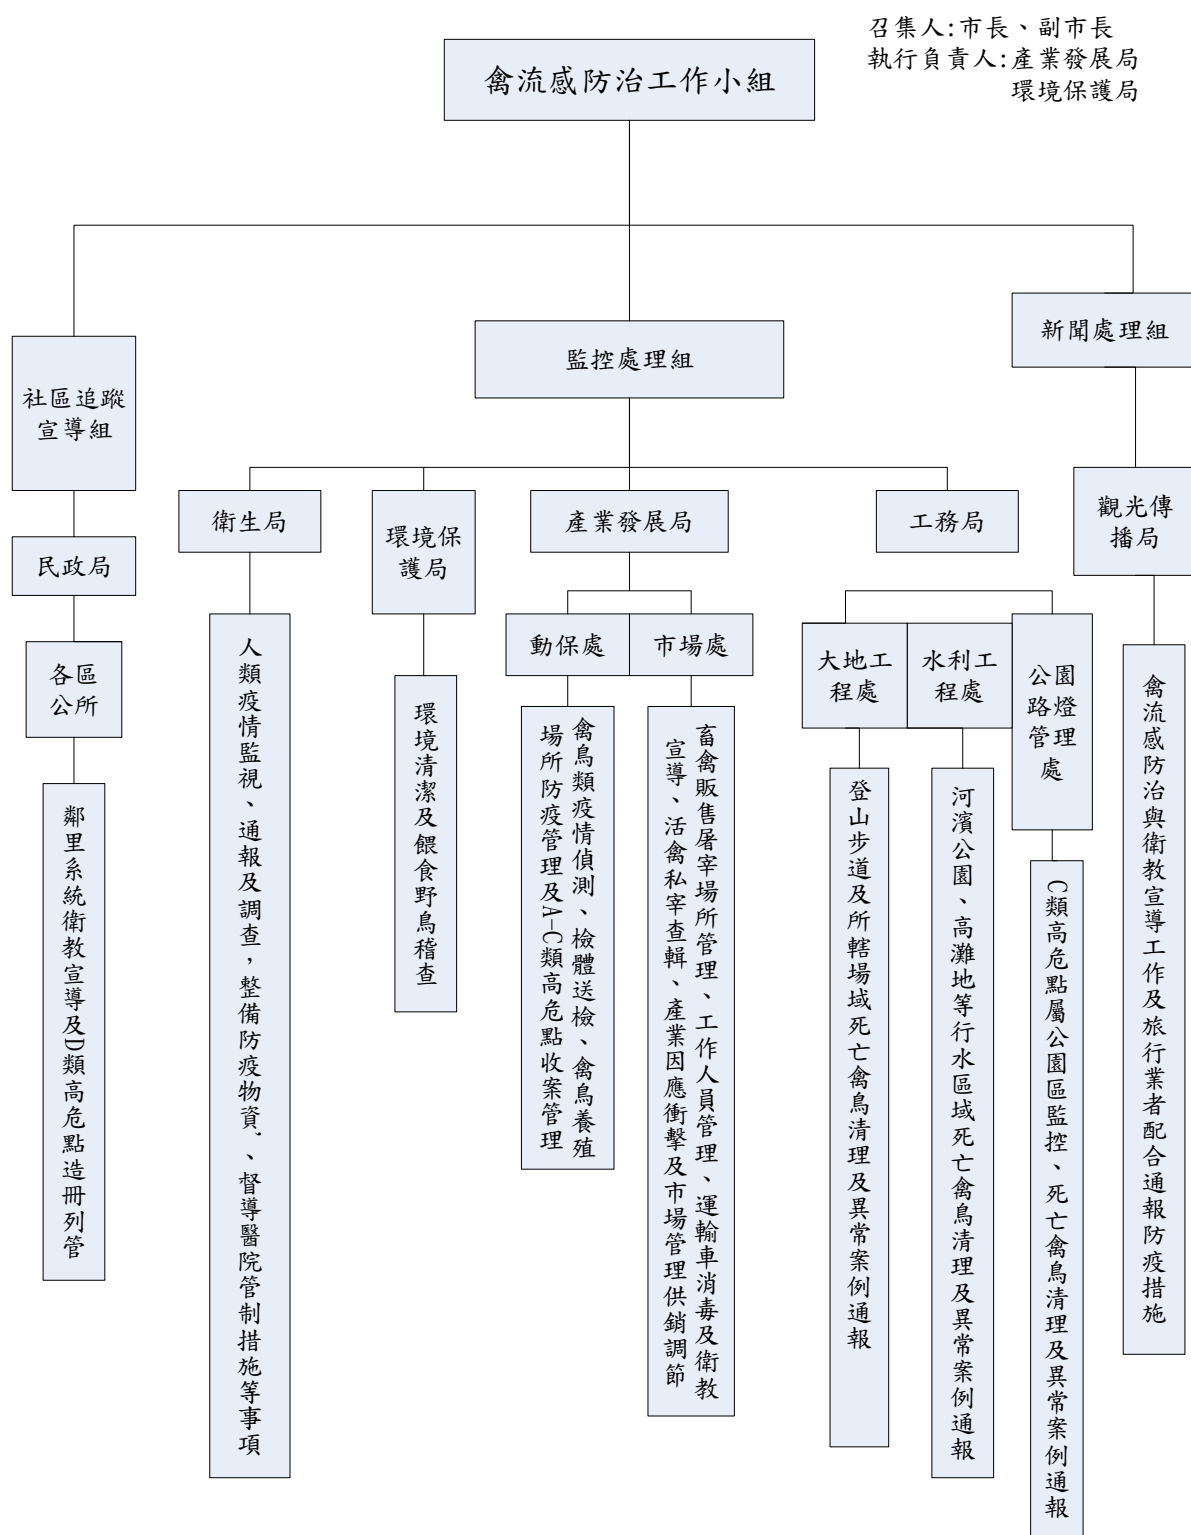 召集人:市長、副市長
執行負責人:產業發展局
環境保護局
禽流感防治工作小組
社區追蹤
宣導組
監控處理組
新聞處理組
民政局
衛生局
環境保
護局
產業發展局
工務局
觀光傳
播局
各區
公所
動保處
市場處
大地工
程處
水利工
程處
公園
路燈
管理
處
鄰里系統衛教宣導及D類高危點造冊列管
人類疫情監視、通報及調查，整備防疫物資、督導醫院管制措施等事項
環境清潔及餵食野鳥稽查
禽鳥類疫情偵測、檢體送檢、禽鳥養殖
場所防疫管理及A-C類高危點收案管理
畜禽販售屠宰場所管理、工作人員管理、運輸車消毒及衛教
宣導、活禽私宰查輯、產業因應衝擊及市場管理供銷調節
登山步道及所轄場域死亡禽鳥清理及異常案例通報
河濱公園、高灘地等行水區域死亡禽鳥清理及異常案例通報
C類高危點屬公園區監控、死亡禽鳥清理及異常案例通報
禽流感防治與衛教宣導工作及旅行業者配合通報防疫措施